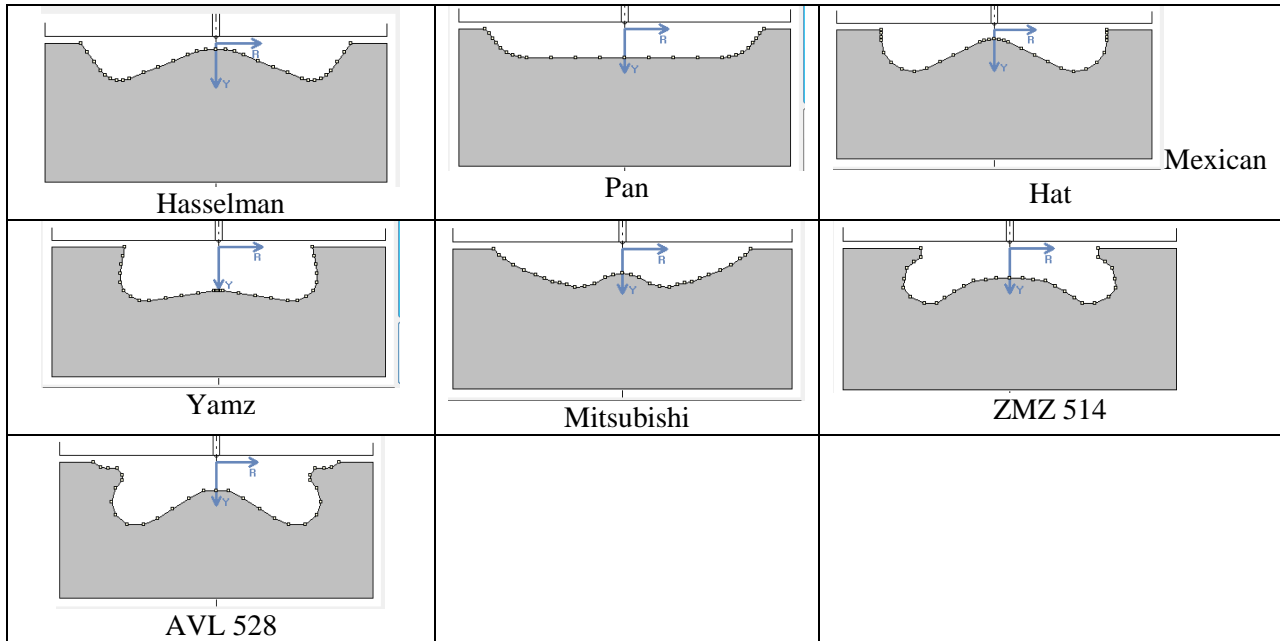 R
Y
Hasselman
R
Y
Pan
R
Y
Mexican
Hat
R
Y
Yamz
R
Y
Mitsubishi
R
Y
ZMZ 514
R
Y
AVL 528